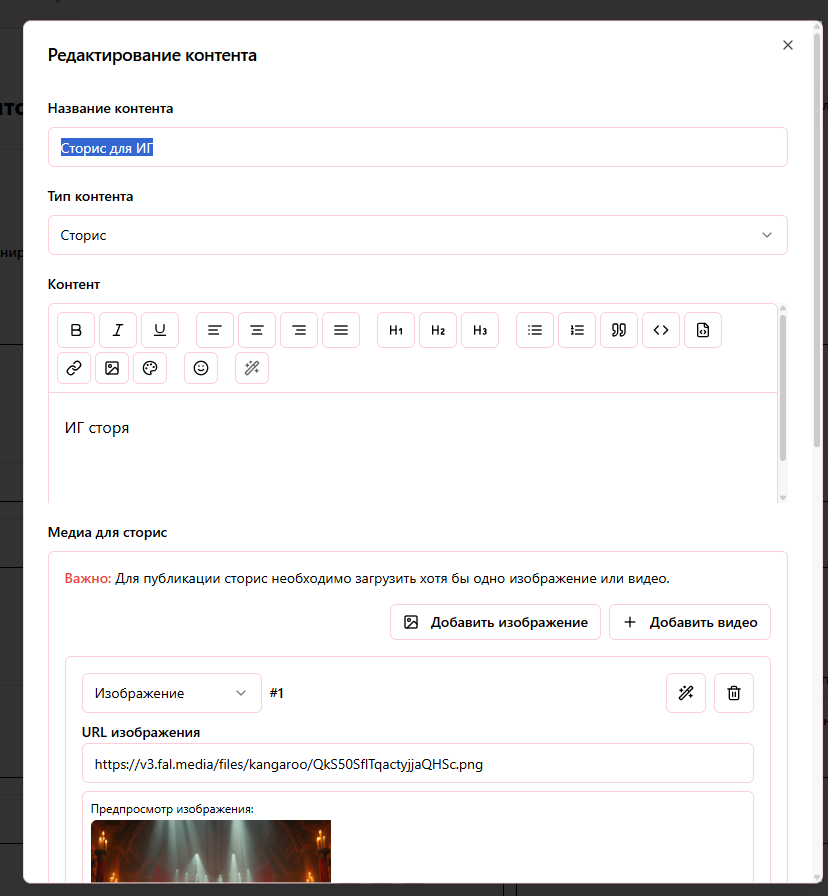 Редактирование контента
Название контента
Сторис для ИГ
Тип контента
Сторис
Контент
B I U H1 H2 H3
ИГ сторя
Медиа для сторис
Важно: Для публикации сторис необходимо загрузить хотя бы одно изображение или видео.
Добавить изображение + Добавить видео
Изображение #1
URL изображения
https://v3.fal.media/files/kangaroo/QkS50SflTqactyjjaQHSc.png
Предпросмотр изображения: